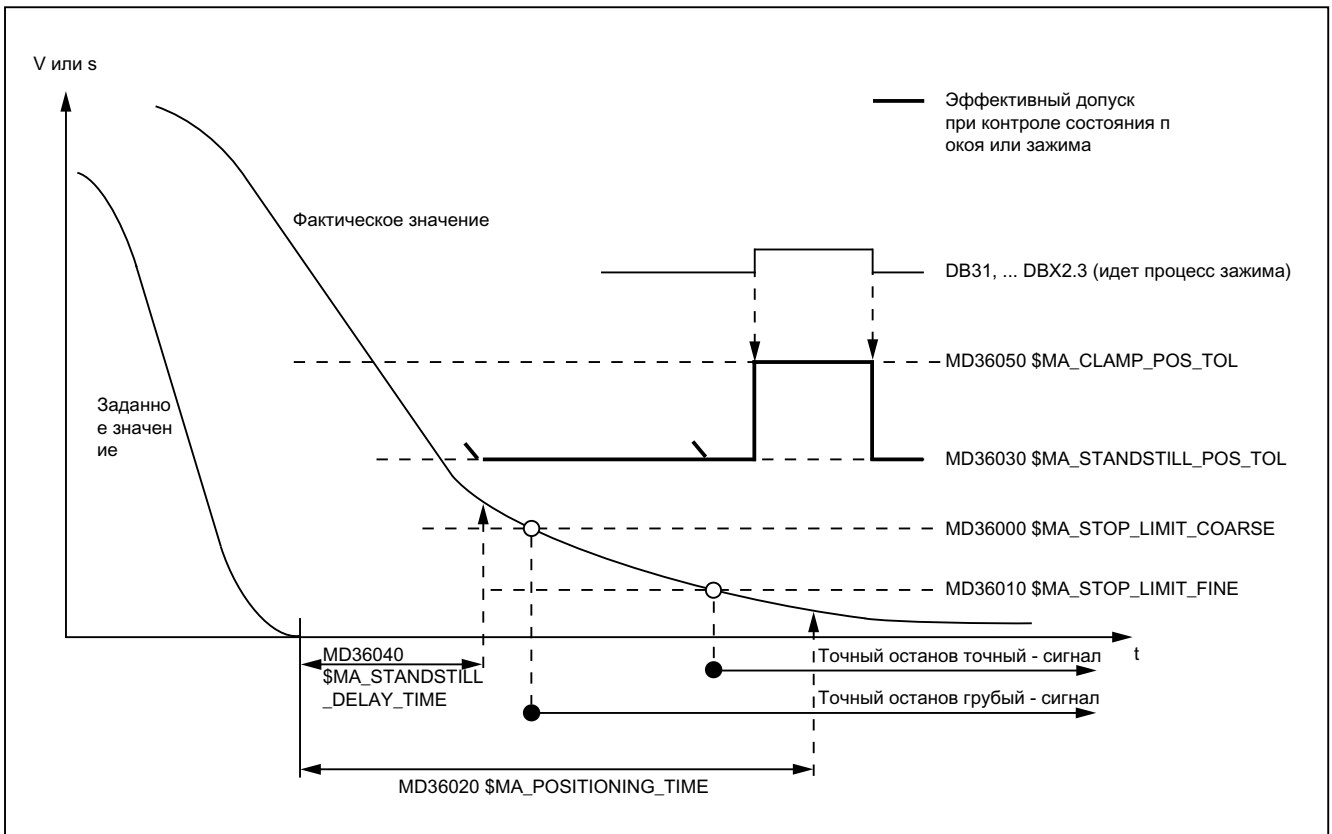 V или s
Эффективный допуск
при контроле состояния п
окоя или зажима
Фактическое значение
DB31, ... DBX2.3 (идет процесс зажима)
MD36050 $MA_CLAMP_POS_TOL
Заданно
е значен
ие
MD36030 $MA_STANDSTILL_POS_TOL
MD36000 $MA_STOP_LIMIT_COARSE
MD36010 $MA_STOP_LIMIT_FINE
MD36040
$MA_STANDSTILL
_DELAY_TIME
Точный останов точный - сигнал
t
Точный останов грубый - сигнал
MD36020 $MA_POSITIONING_TIME